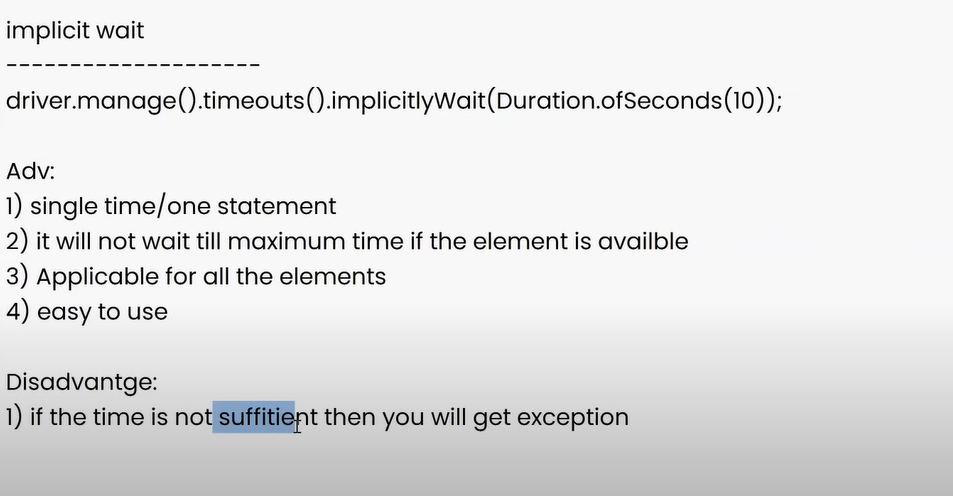 implicit wait
--------------------
driver.manage().timeouts().implicitlyWait(Duration.ofSeconds(10));
Adv:
1) single time/one statement
2) it will not wait till maximum time if the element is availble
3) Applicable for all the elements
4) easy to use
Disadvantge:
1) if the time is not suffitient then you will get exception